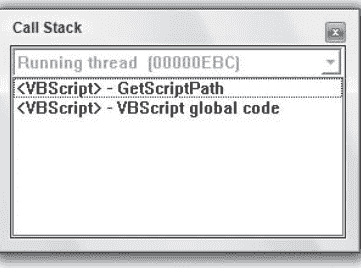 Call Stack
Running thread (00000EBC)
<VBScript> - GetScriptPath
<VBScript> - VBScript global code